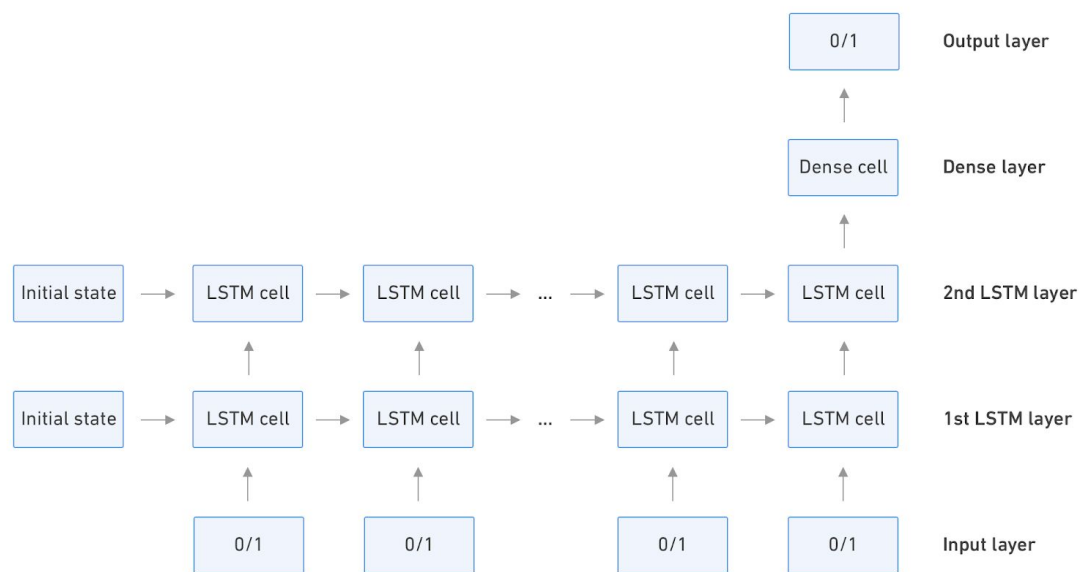 0/1 Output layer
Dense cell Dense layer
Initial state LSTM cell LSTM cell ... LSTM cell LSTM cell 2nd LSTM layer
Initial state LSTM cell LSTM cell ... LSTM cell LSTM cell 1st LSTM layer
0/1 0/1 0/1 0/1 Input layer